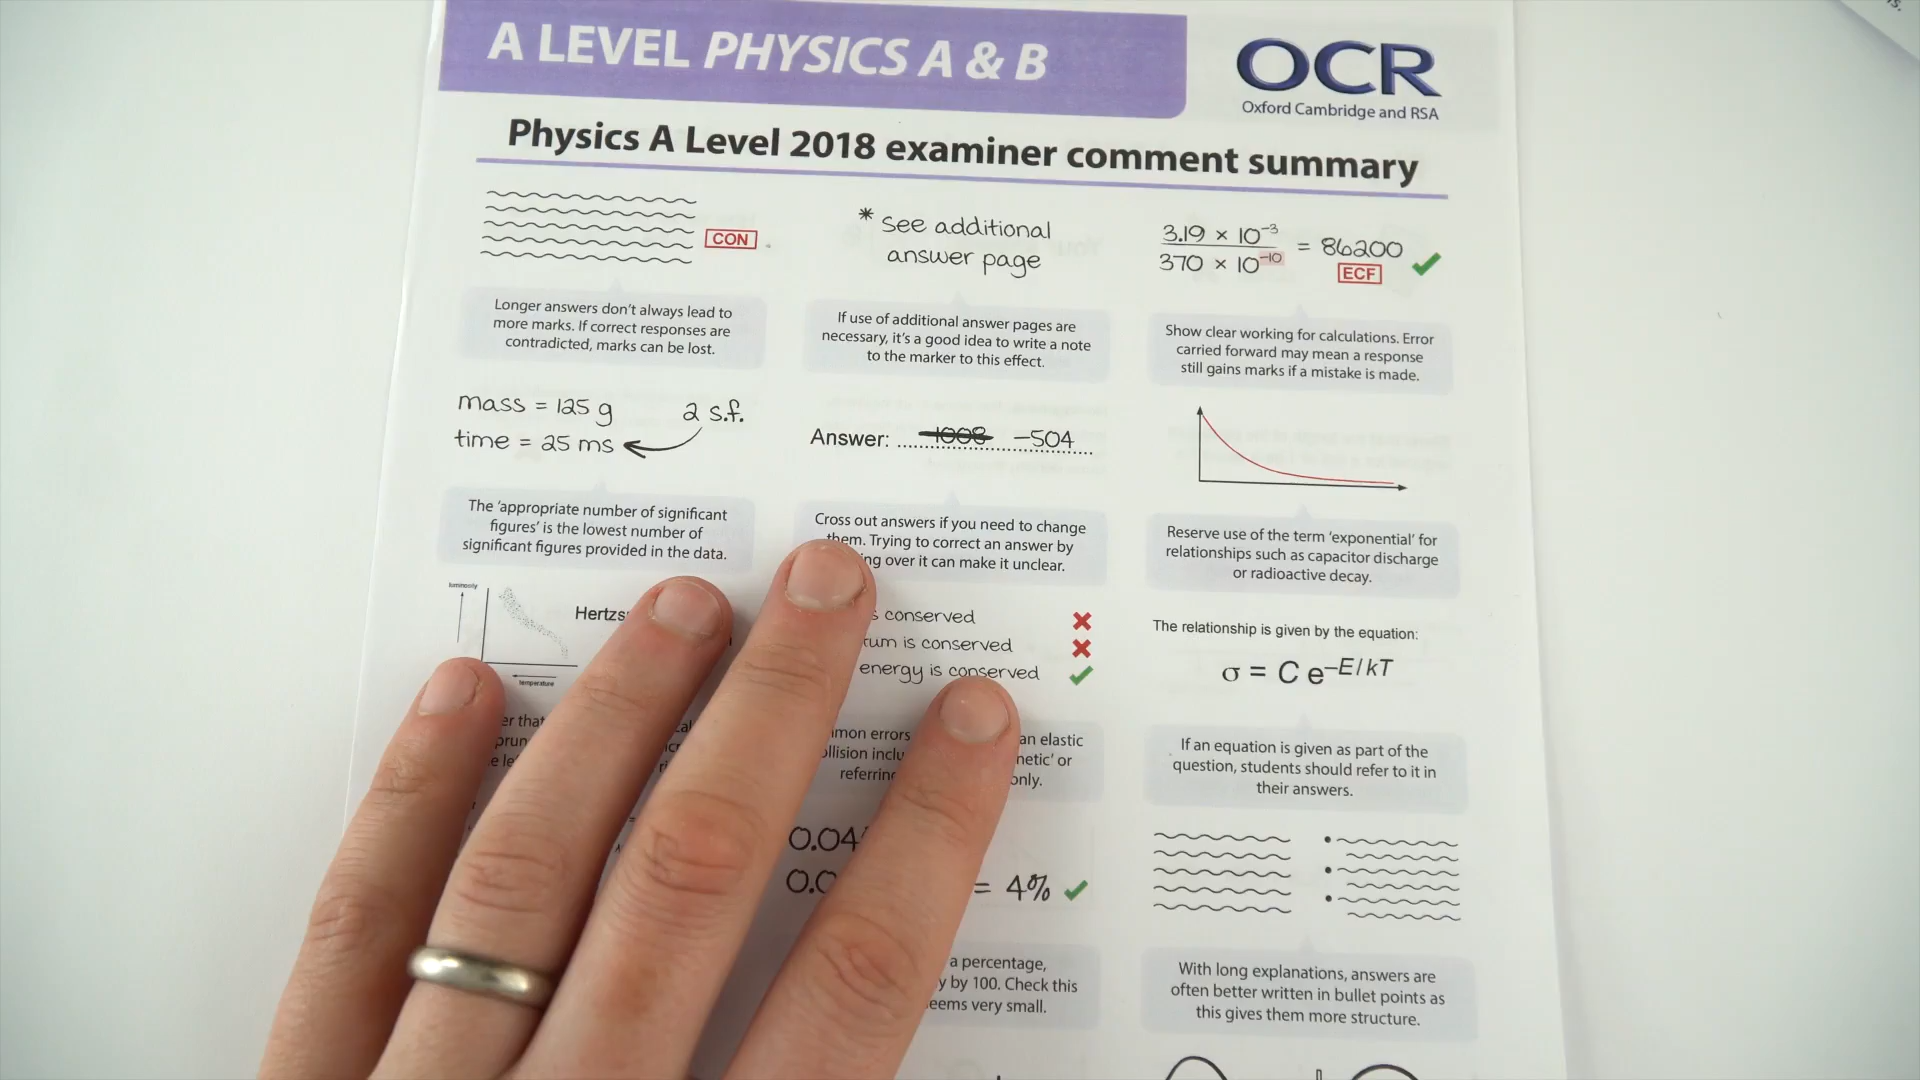 A LEVEL PHYSICS A & B
OCR
Oxford Cambridge and RSA
Physics A Level 2018 examiner comment summary
CON
Longer answers don't always lead to
more marks. If correct responses are
contradicted, marks can be lost.
* see additional
answer page
If use of additional answer pages are
necessary, it's a good idea to write a note
to the marker to this effect.
3.19 × 10⁻³
370 × 10⁻¹⁰
= 86200 ✓
ECF
Show clear working for calculations. Error
carried forward may mean a response
still gains marks if a mistake is made.
mass = 125 g
2 s.f.
time = 25 ms
The 'appropriate number of significant
figures' is the lowest number of
significant figures provided in the data.
Answer: 1008 -504
Cross out answers if you need to change
them. Trying to correct an answer by
over it can make it unclear.
Reserve use of the term 'exponential' for
relationships such as capacitor discharge
or radioactive decay.
luminosity
temperature
conserved ✗
is conserved ✗
energy is conserved ✓
errors
an elastic
or
only.
The relationship is given by the equation:
σ = C e^–E/kT
If an equation is given as part of the
question, students should refer to it in
their answers.
= 4% ✓
a percentage,
by 100. Check this
very small.
With long explanations, answers are
often better written in bullet points as
this gives them more structure.